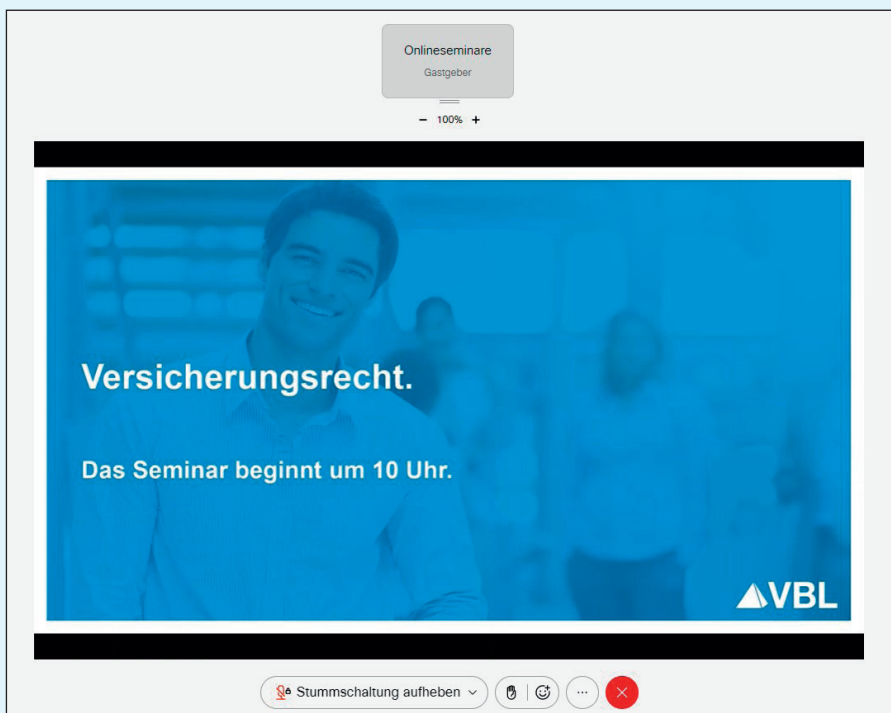 Onlineseminare
Gastgeber
− 100% +
Versicherungsrecht.
Das Seminar beginnt um 10 Uhr.
VBL
Stummschaltung aufheben